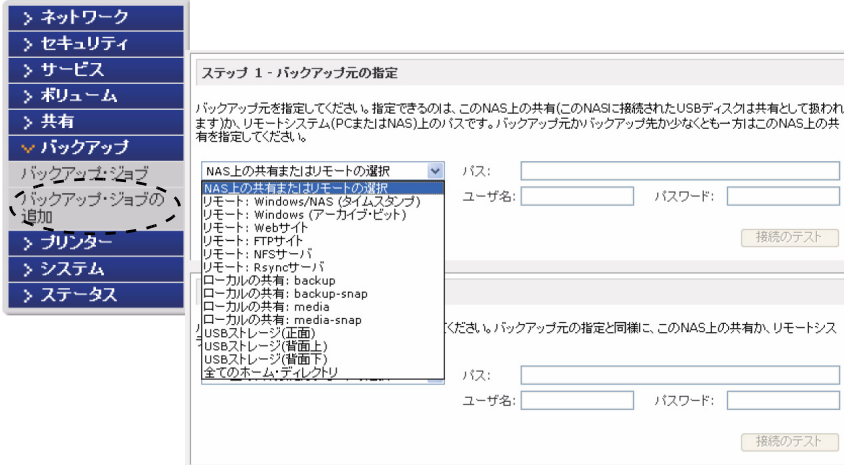 > ネットワーク
> セキュリティ
> サービス
> ボリューム
> 共有
バックアップ
バックアップ・ジョブ
バックアップ・ジョブの
追加
> プリンター
> システム
> ステータス
ステップ 1 - バックアップ元の指定
バックアップ元を指定してください。指定できるのは、このNAS上の共有(このNASに接続されたUSBディスクは共有として扱われ
ます)か、リモートシステム(PCまたはNAS)上のパスです。バックアップ元かバックアップ先か少なくとも一方はこのNAS上の共
有を指定してください。
NAS上の共有またはリモートの選択
パス:
ユーザ名:
パスワード:
接続のテスト
NAS上の共有またはリモートの選択
リモート: Windows/NAS (タイムスタンプ)
リモート: Windows (アーカイブ・ビット)
リモート: Webサイト
リモート: FTPサイト
リモート: NFSサーバ
リモート: Rsyncサーバ
ローカルの共有: backup
ローカルの共有: backup-snap
ローカルの共有: media
ローカルの共有: media-snap
USBストレージ(正面)
USBストレージ(背面上)
USBストレージ(背面下)
全てのホーム・ディレクトリ
ください。バックアップ元の指定と同様に、このNAS上の共有か、リモートシス
パス:
ユーザ名:
パスワード:
接続のテスト